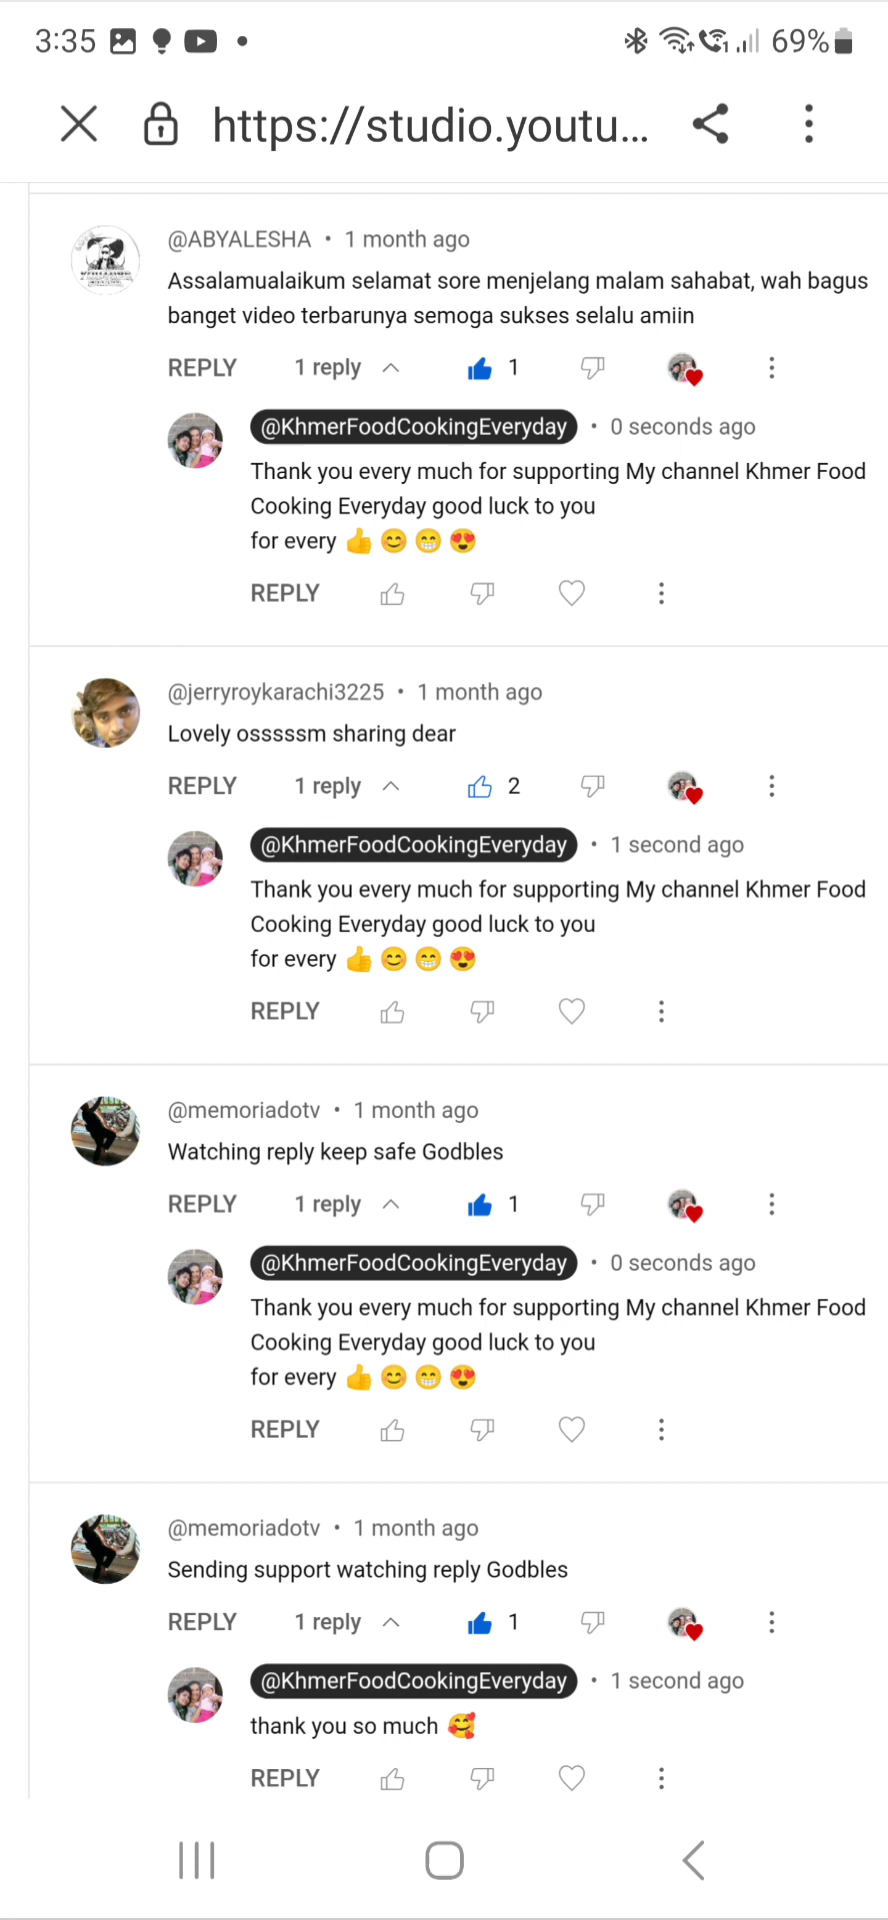 3:35
69%
https://studio.youtu...
@ABYALESHA • 1 month ago
Assalamualaikum selamat sore menjelang malam sahabat, wah bagus
banget video terbarunya semoga sukses selalu amiin
REPLY 1 reply 1
@KhmerFoodCookingEveryday • 0 seconds ago
Thank you every much for supporting My channel Khmer Food
Cooking Everyday good luck to you
for every 👍😊😁😍
REPLY
@jerryroykarachi3225 • 1 month ago
Lovely osssssm sharing dear
REPLY 1 reply 2
@KhmerFoodCookingEveryday • 1 second ago
Thank you every much for supporting My channel Khmer Food
Cooking Everyday good luck to you
for every 👍😊😁😍
REPLY
@memoriadotv • 1 month ago
Watching reply keep safe Godbles
REPLY 1 reply 1
@KhmerFoodCookingEveryday • 0 seconds ago
Thank you every much for supporting My channel Khmer Food
Cooking Everyday good luck to you
for every 👍😊😁😍
REPLY
@memoriadotv • 1 month ago
Sending support watching reply Godbles
REPLY 1 reply 1
@KhmerFoodCookingEveryday • 1 second ago
thank you so much 🥰
REPLY